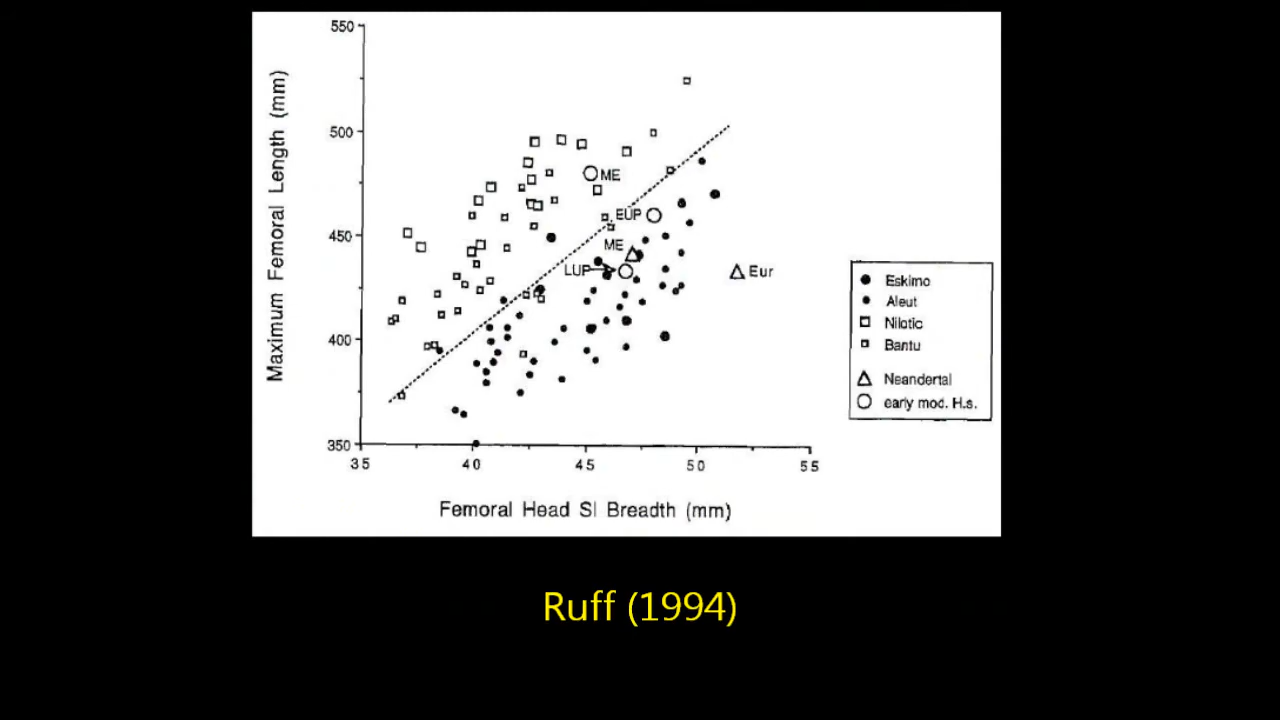 Maximum Femoral Length (mm)
550
500
450
400
350
35
40
45
50
55
Femoral Head SI Breadth (mm)
ME
EUP
ME
LUP
Eur
Eskimo
Aleut
Nilotic
Bantu
Neandertal
early mod. H.s.
Ruff (1994)